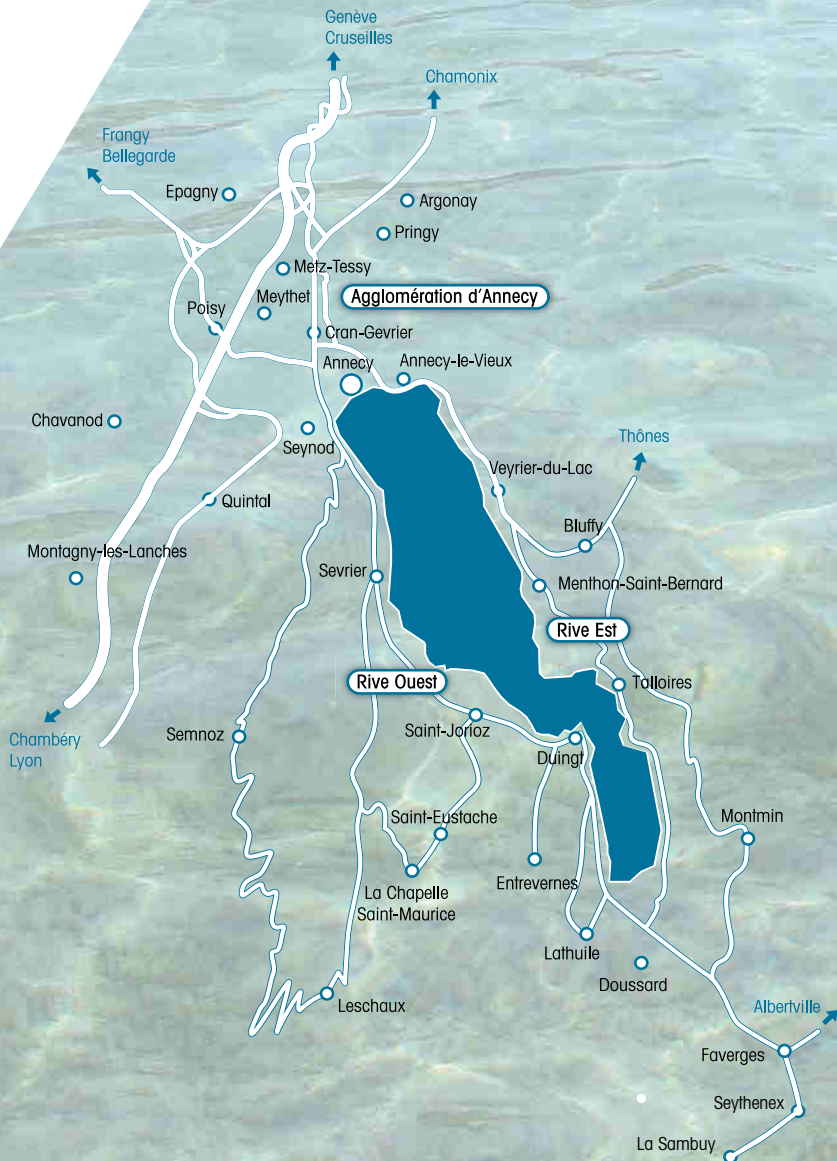 Genève
Cruseilles
Chamonix
Frangy
Bellegarde
Epagny
Argonay
Pringy
Metz-Tessy
Agglomération d'Annecy
Meythet
Poisy
Cran-Gevrier
Annecy
Annecy-le-Vieux
Chavanod
Seynod
Thônes
Veyrier-du-Lac
Quintal
Bluffy
Montagny-les-Lanches
Sevrier
Menthon-Saint-Bernard
Rive Est
Rive Ouest
Talloires
Chambéry
Lyon
Semnoz
Saint-Jorioz
Duingt
Saint-Eustache
Montmin
La Chapelle
Saint-Maurice
Entrevernes
Lathuile
Doussard
Leschaux
Albertville
Faverges
Seythenex
La Sambuy